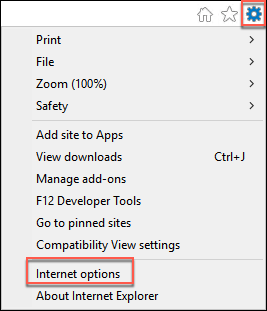 Print
File
Zoom (100%)
Safety
Add site to Apps
View downloads Ctrl+J
Manage add-ons
F12 Developer Tools
Go to pinned sites
Compatibility View settings
Internet options
About Internet Explorer